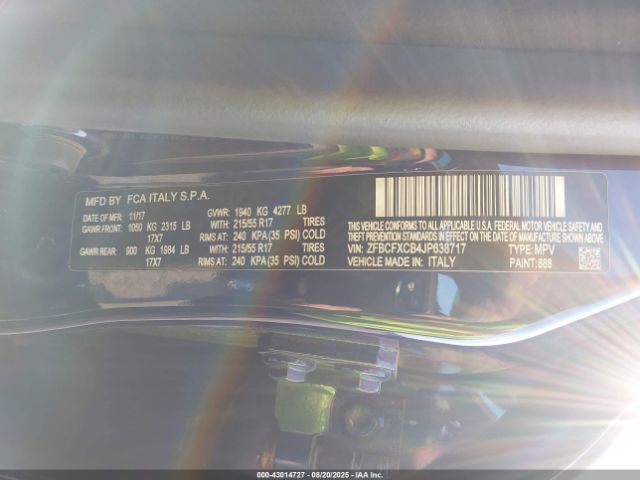 MFD BY FCA ITALY S.P.A.
DATE OF MFR 11/17 GVWR: 1940 KG 4277 LB
GAWR FRONT: 1050 KG 2315 LB WITH 215/55 R17 TIRES
17X7 RIMS AT: 240 KPA(35 PSI) COLD
GAWR REAR: 900 KG 1984 LB WITH 215/55 R17 TIRES
17X7 RIMS AT: 240 KPA(35 PSI) COLD
THIS VEHICLE CONFORMS TO ALL APPLICABLE U.S.A. FEDERAL MOTOR VEHICLE
SAFETY, BUMPER, AND THEFT PREVENTION STANDARDS IN EFFECT ON THE DATE OF MANUFACTURE SHOWN ABOVE
VIN: ZFBCFXCB4JP638717 TYPE: MPV
VEHICLE MADE IN: ITALY PAINT: 888
000-43014727 - 08/20/2025 - IAAI.COM